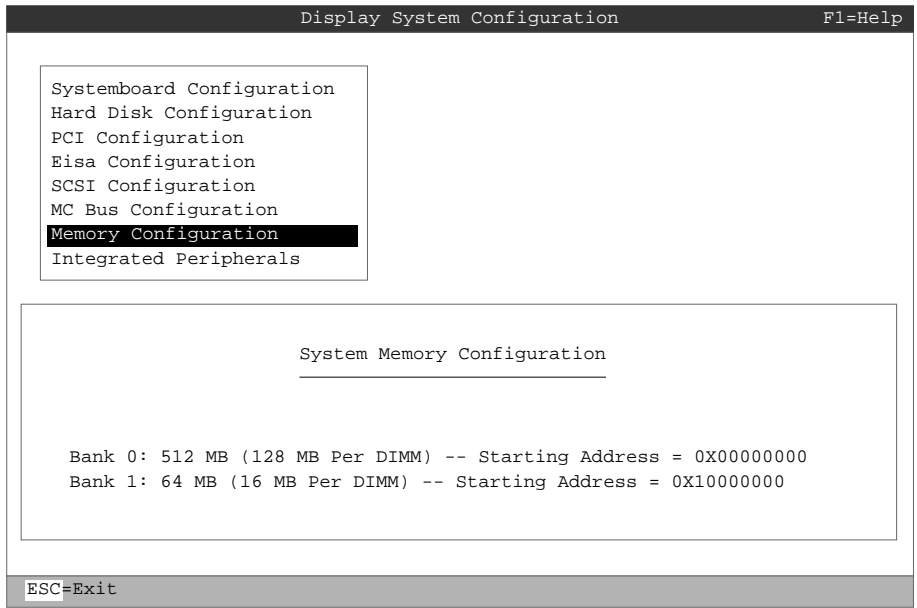 Display System Configuration F1=Help
Systemboard Configuration
Hard Disk Configuration
PCI Configuration
Eisa Configuration
SCSI Configuration
MC Bus Configuration
Memory Configuration
Integrated Peripherals
System Memory Configuration
Bank 0: 512 MB (128 MB Per DIMM) -- Starting Address = 0X00000000
Bank 1: 64 MB (16 MB Per DIMM) -- Starting Address = 0X10000000
ESC=Exit